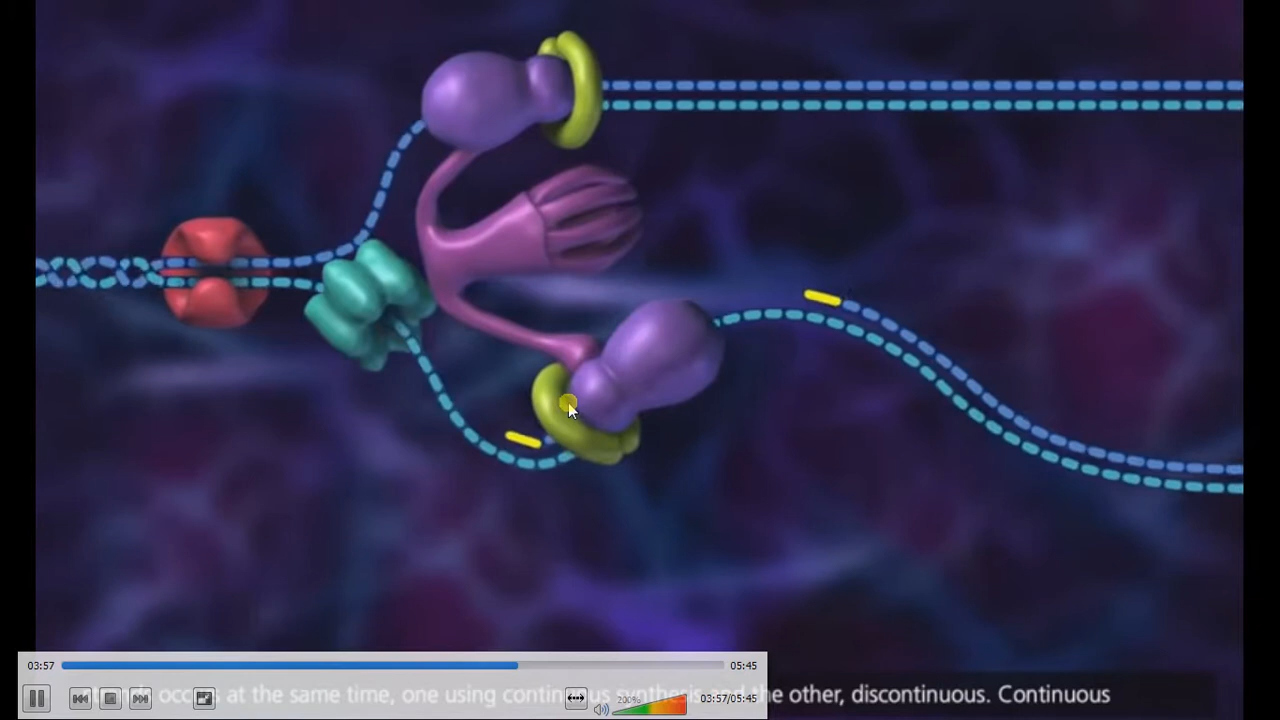 03:57 05:45
at the same time, one using continuous synthesis and the other, discontinuous. Continuous
200% 03:57/05:45